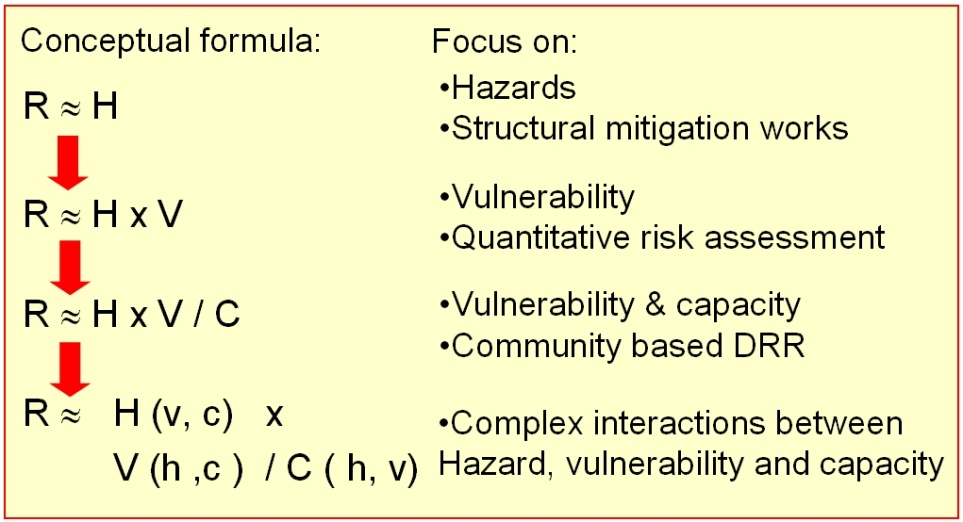 Conceptual formula:
R ≈ H
R ≈ H x V
R ≈ H x V / C
R ≈ H (v, c) x
V (h ,c ) / C ( h, v)
Focus on:
•Hazards
•Structural mitigation works
•Vulnerability
•Quantitative risk assessment
•Vulnerability & capacity
•Community based DRR
•Complex interactions between
Hazard, vulnerability and capacity